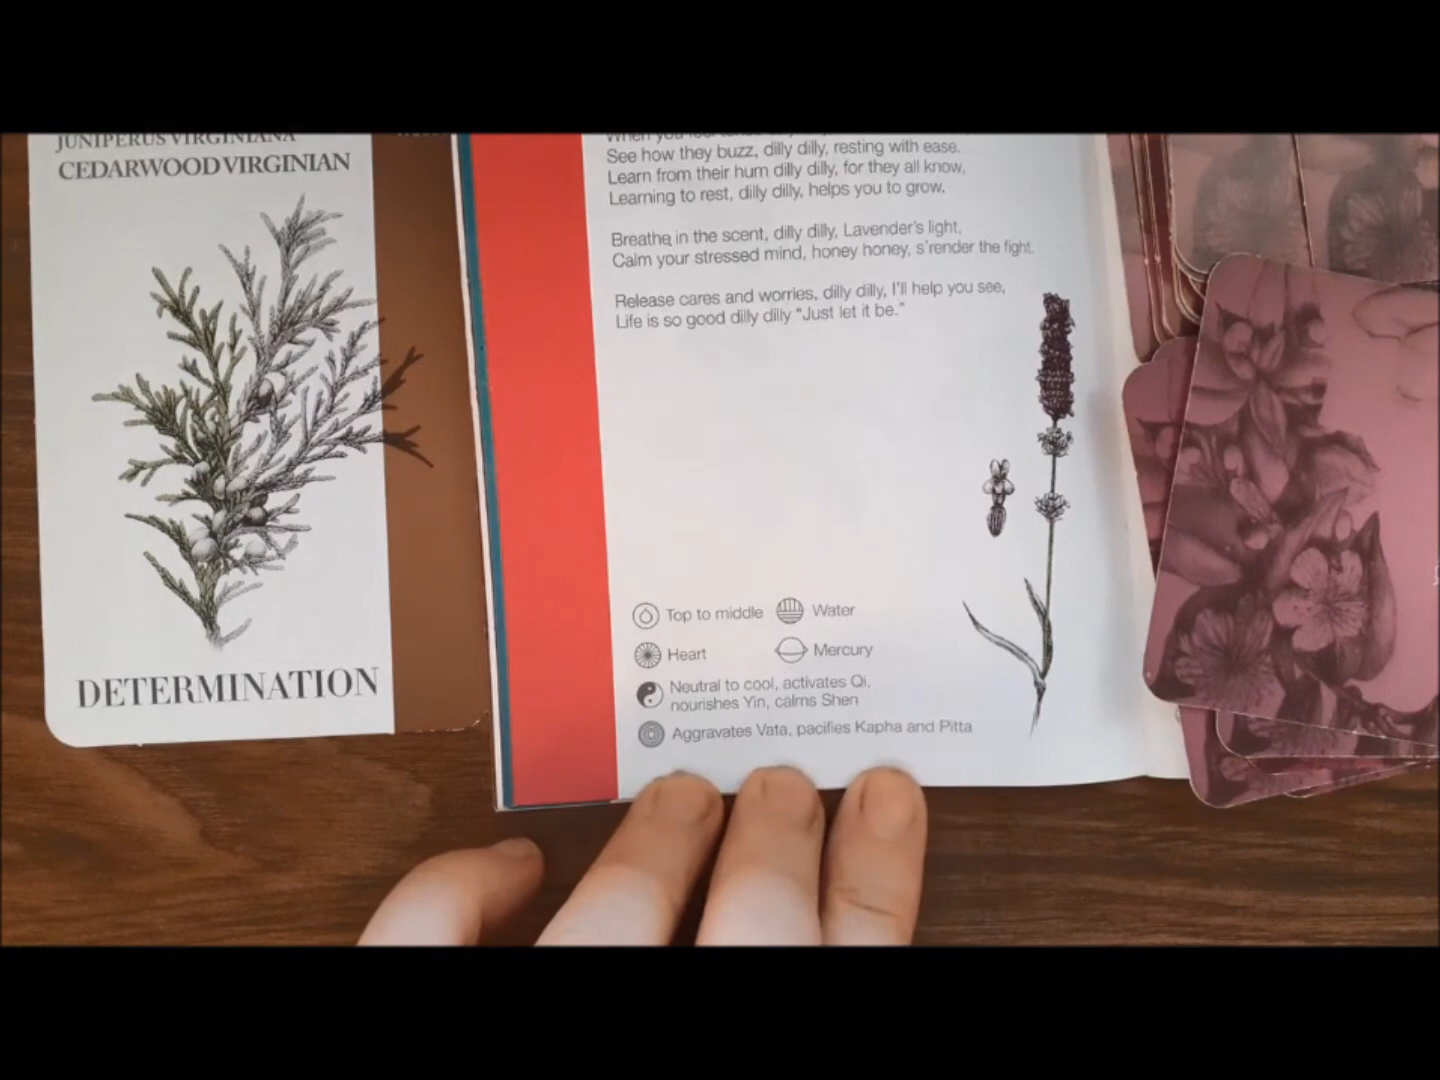 JUNIPERUS VIRGINIANA
CEDARWOOD VIRGINIAN
DETERMINATION
When you
See how they buzz, dilly dilly, resting with ease.
Learn from their hum dilly dilly, for they all know,
Learning to rest, dilly dilly, helps you to grow.
Breathe in the scent, dilly dilly, Lavender's light,
Calm your stressed mind, honey honey, s'render the fight.
Release cares and worries, dilly dilly, I'll help you see,
Life is so good dilly dilly "Just let it be."
Top to middle
Water
Heart
Mercury
Neutral to cool, activates Qi,
nourishes Yin, calms Shen
Aggravates Vata, pacifies Kapha and Pitta